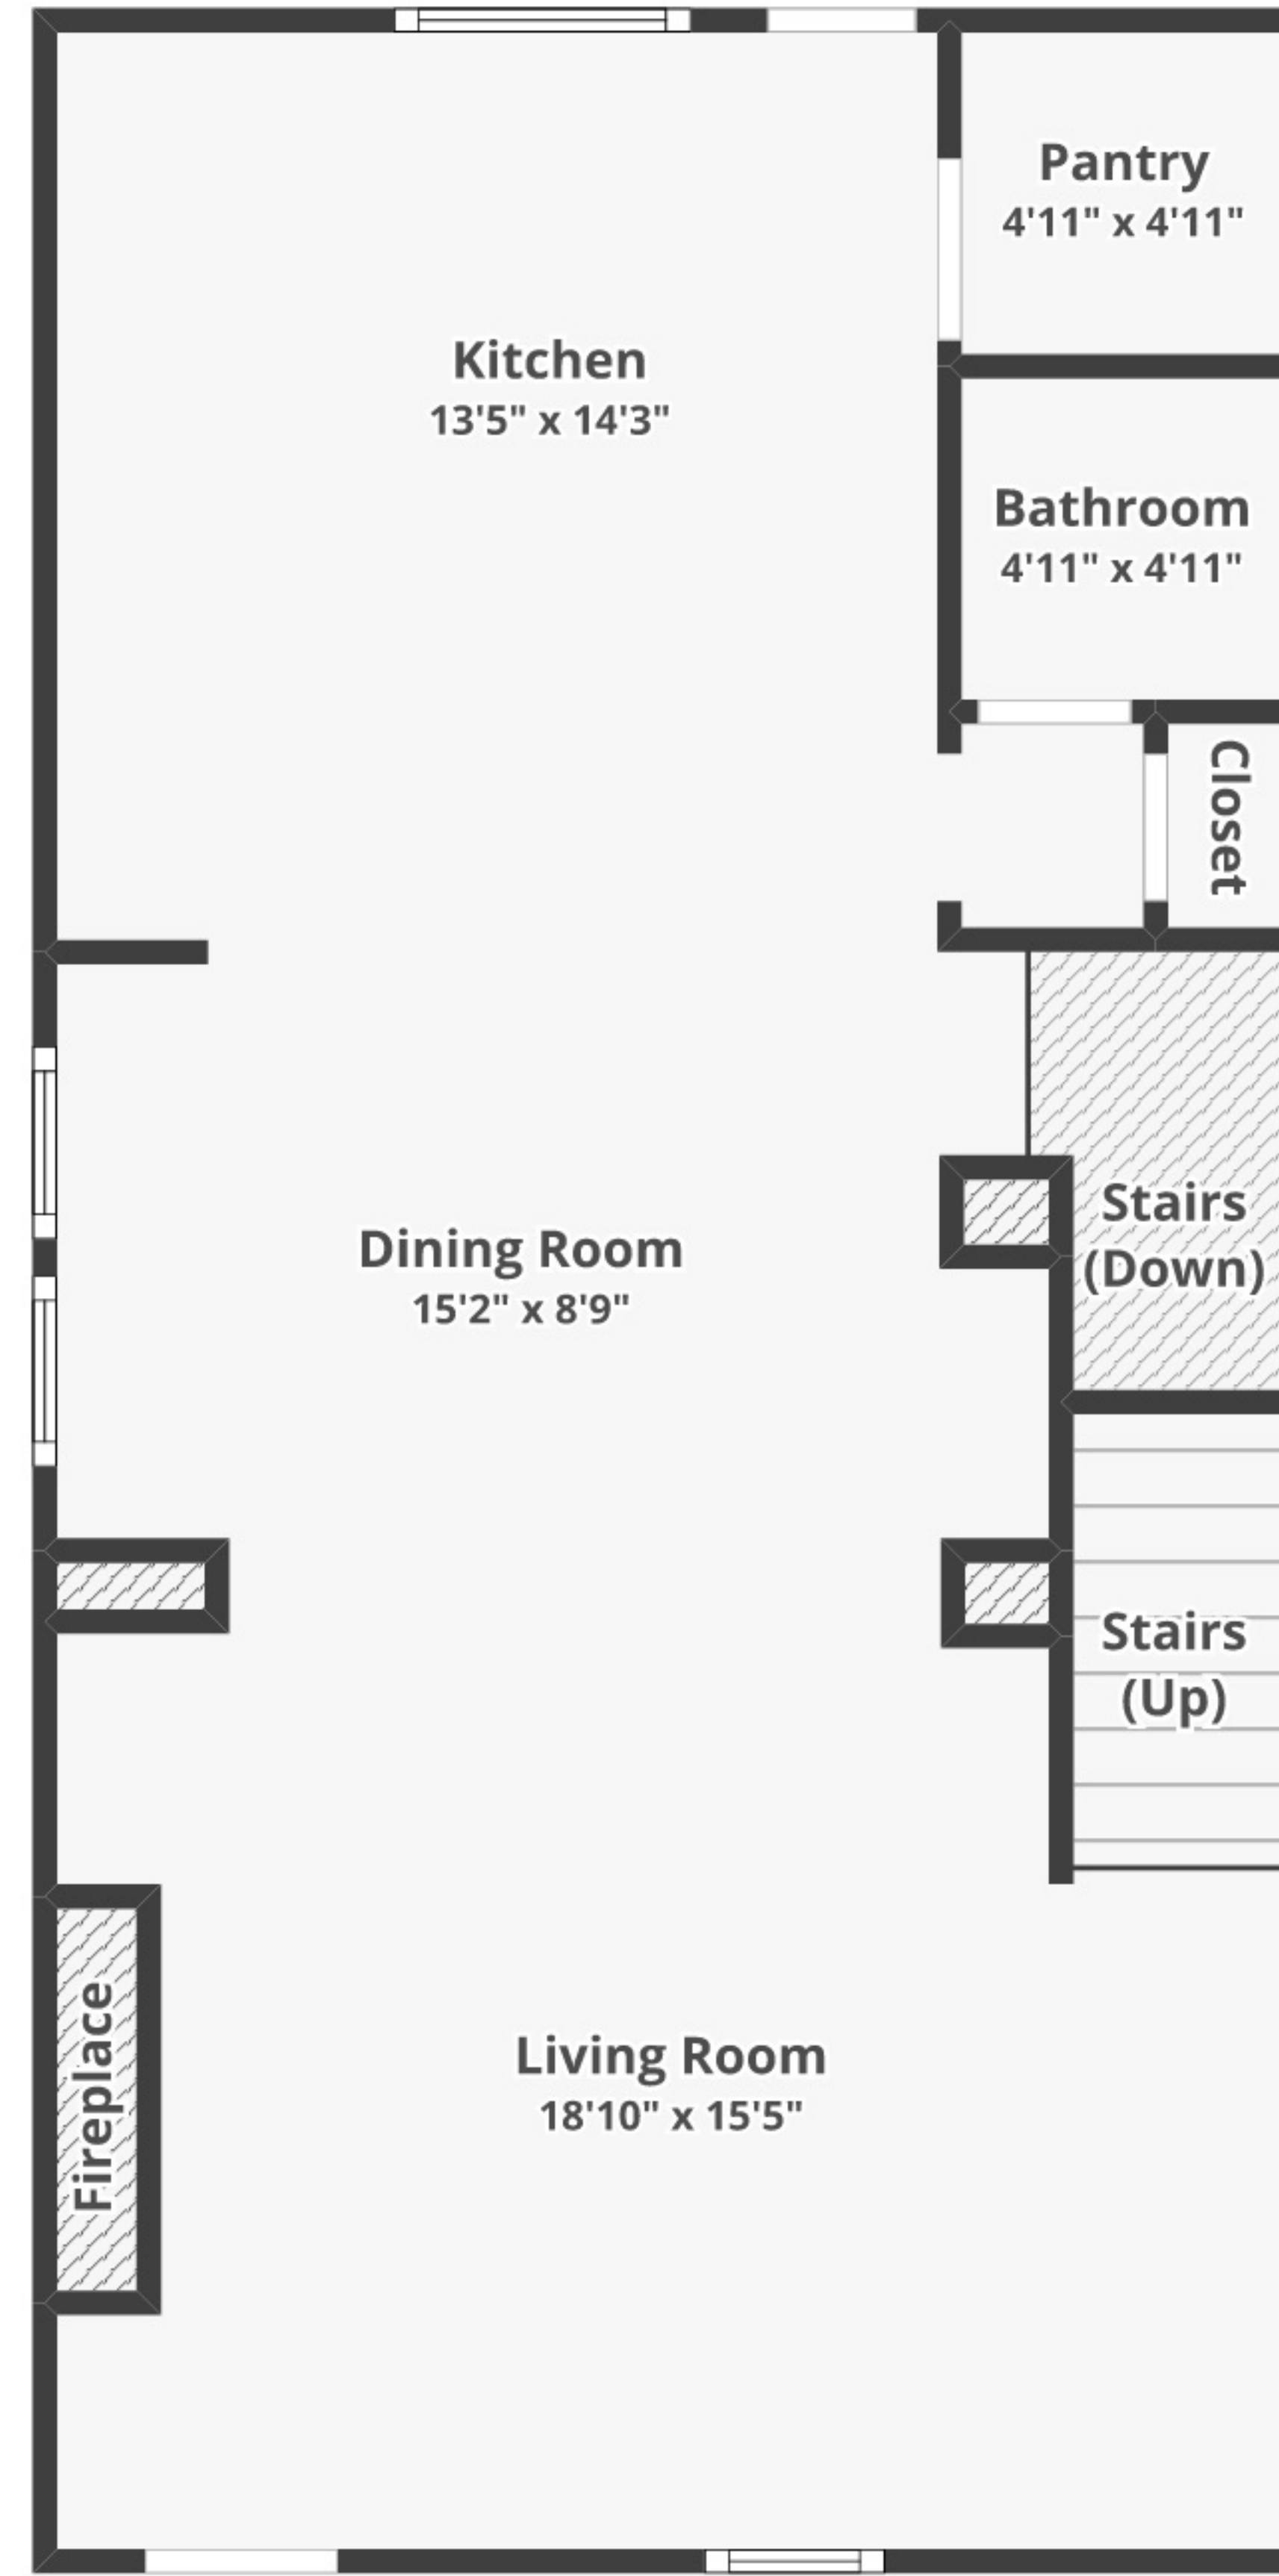 Pantry
4'11" x 4'11"
Kitchen
13'5" x 14'3"
Bathroom
4'11" x 4'11"
Closet
Stairs
(Down)
Dining Room
15'2" x 8'9"
Stairs
(Up)
Fireplace
Living Room
18'10" x 15'5"